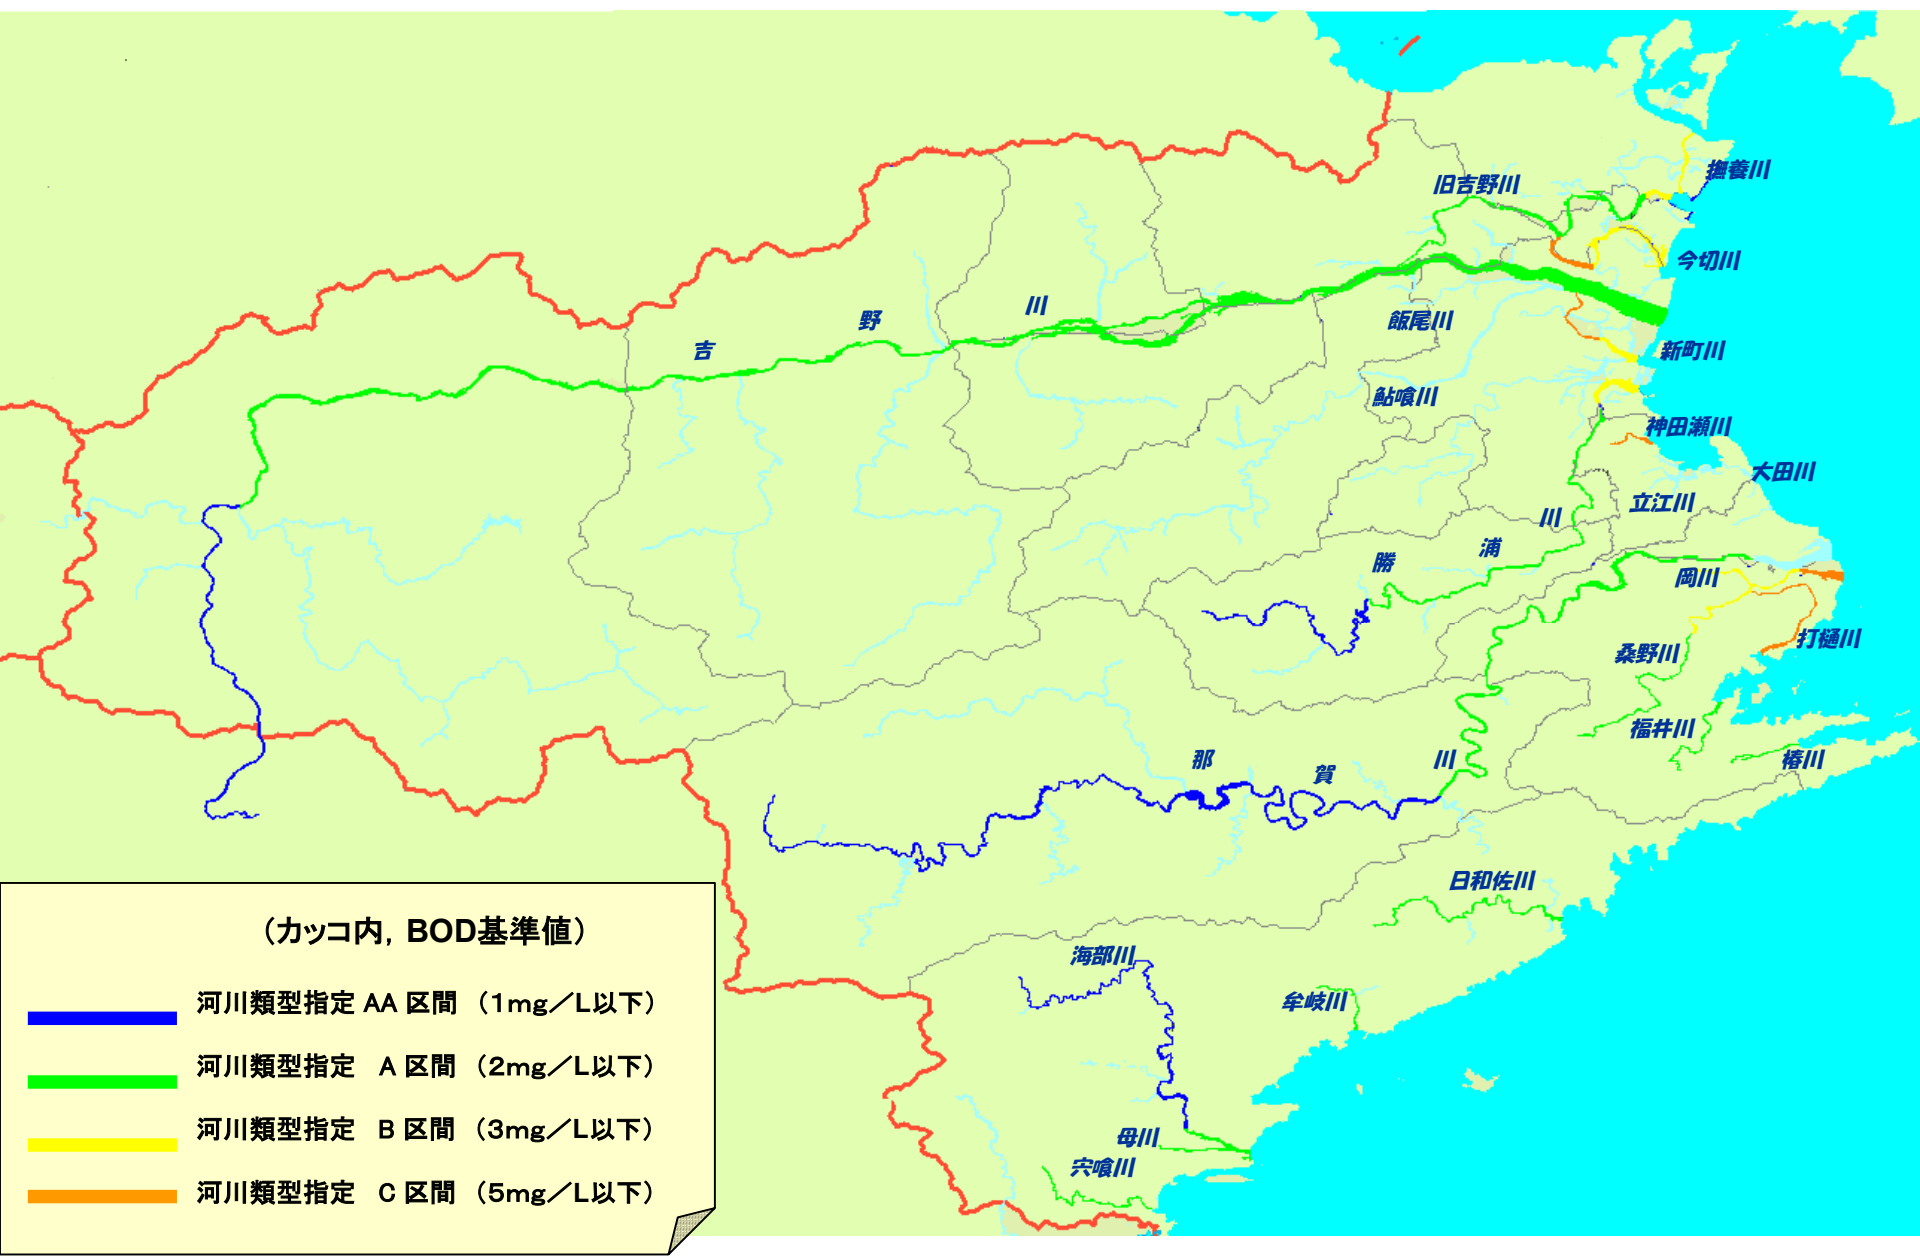 撫養川
旧吉野川
今切川
吉野川
飯尾川
新町川
鮎喰川
神田瀬川
大田川
立江川
勝浦川
岡川
打樋川
桑野川
福井川
椿川
那賀川
日和佐川
海部川
牟岐川
母川
宍喰川
（カッコ内，BOD基準値）
河川類型指定 AA 区間 （1mg／L以下）
河川類型指定 A 区間 （2mg／L以下）
河川類型指定 B 区間 （3mg／L以下）
河川類型指定 C 区間 （5mg／L以下）